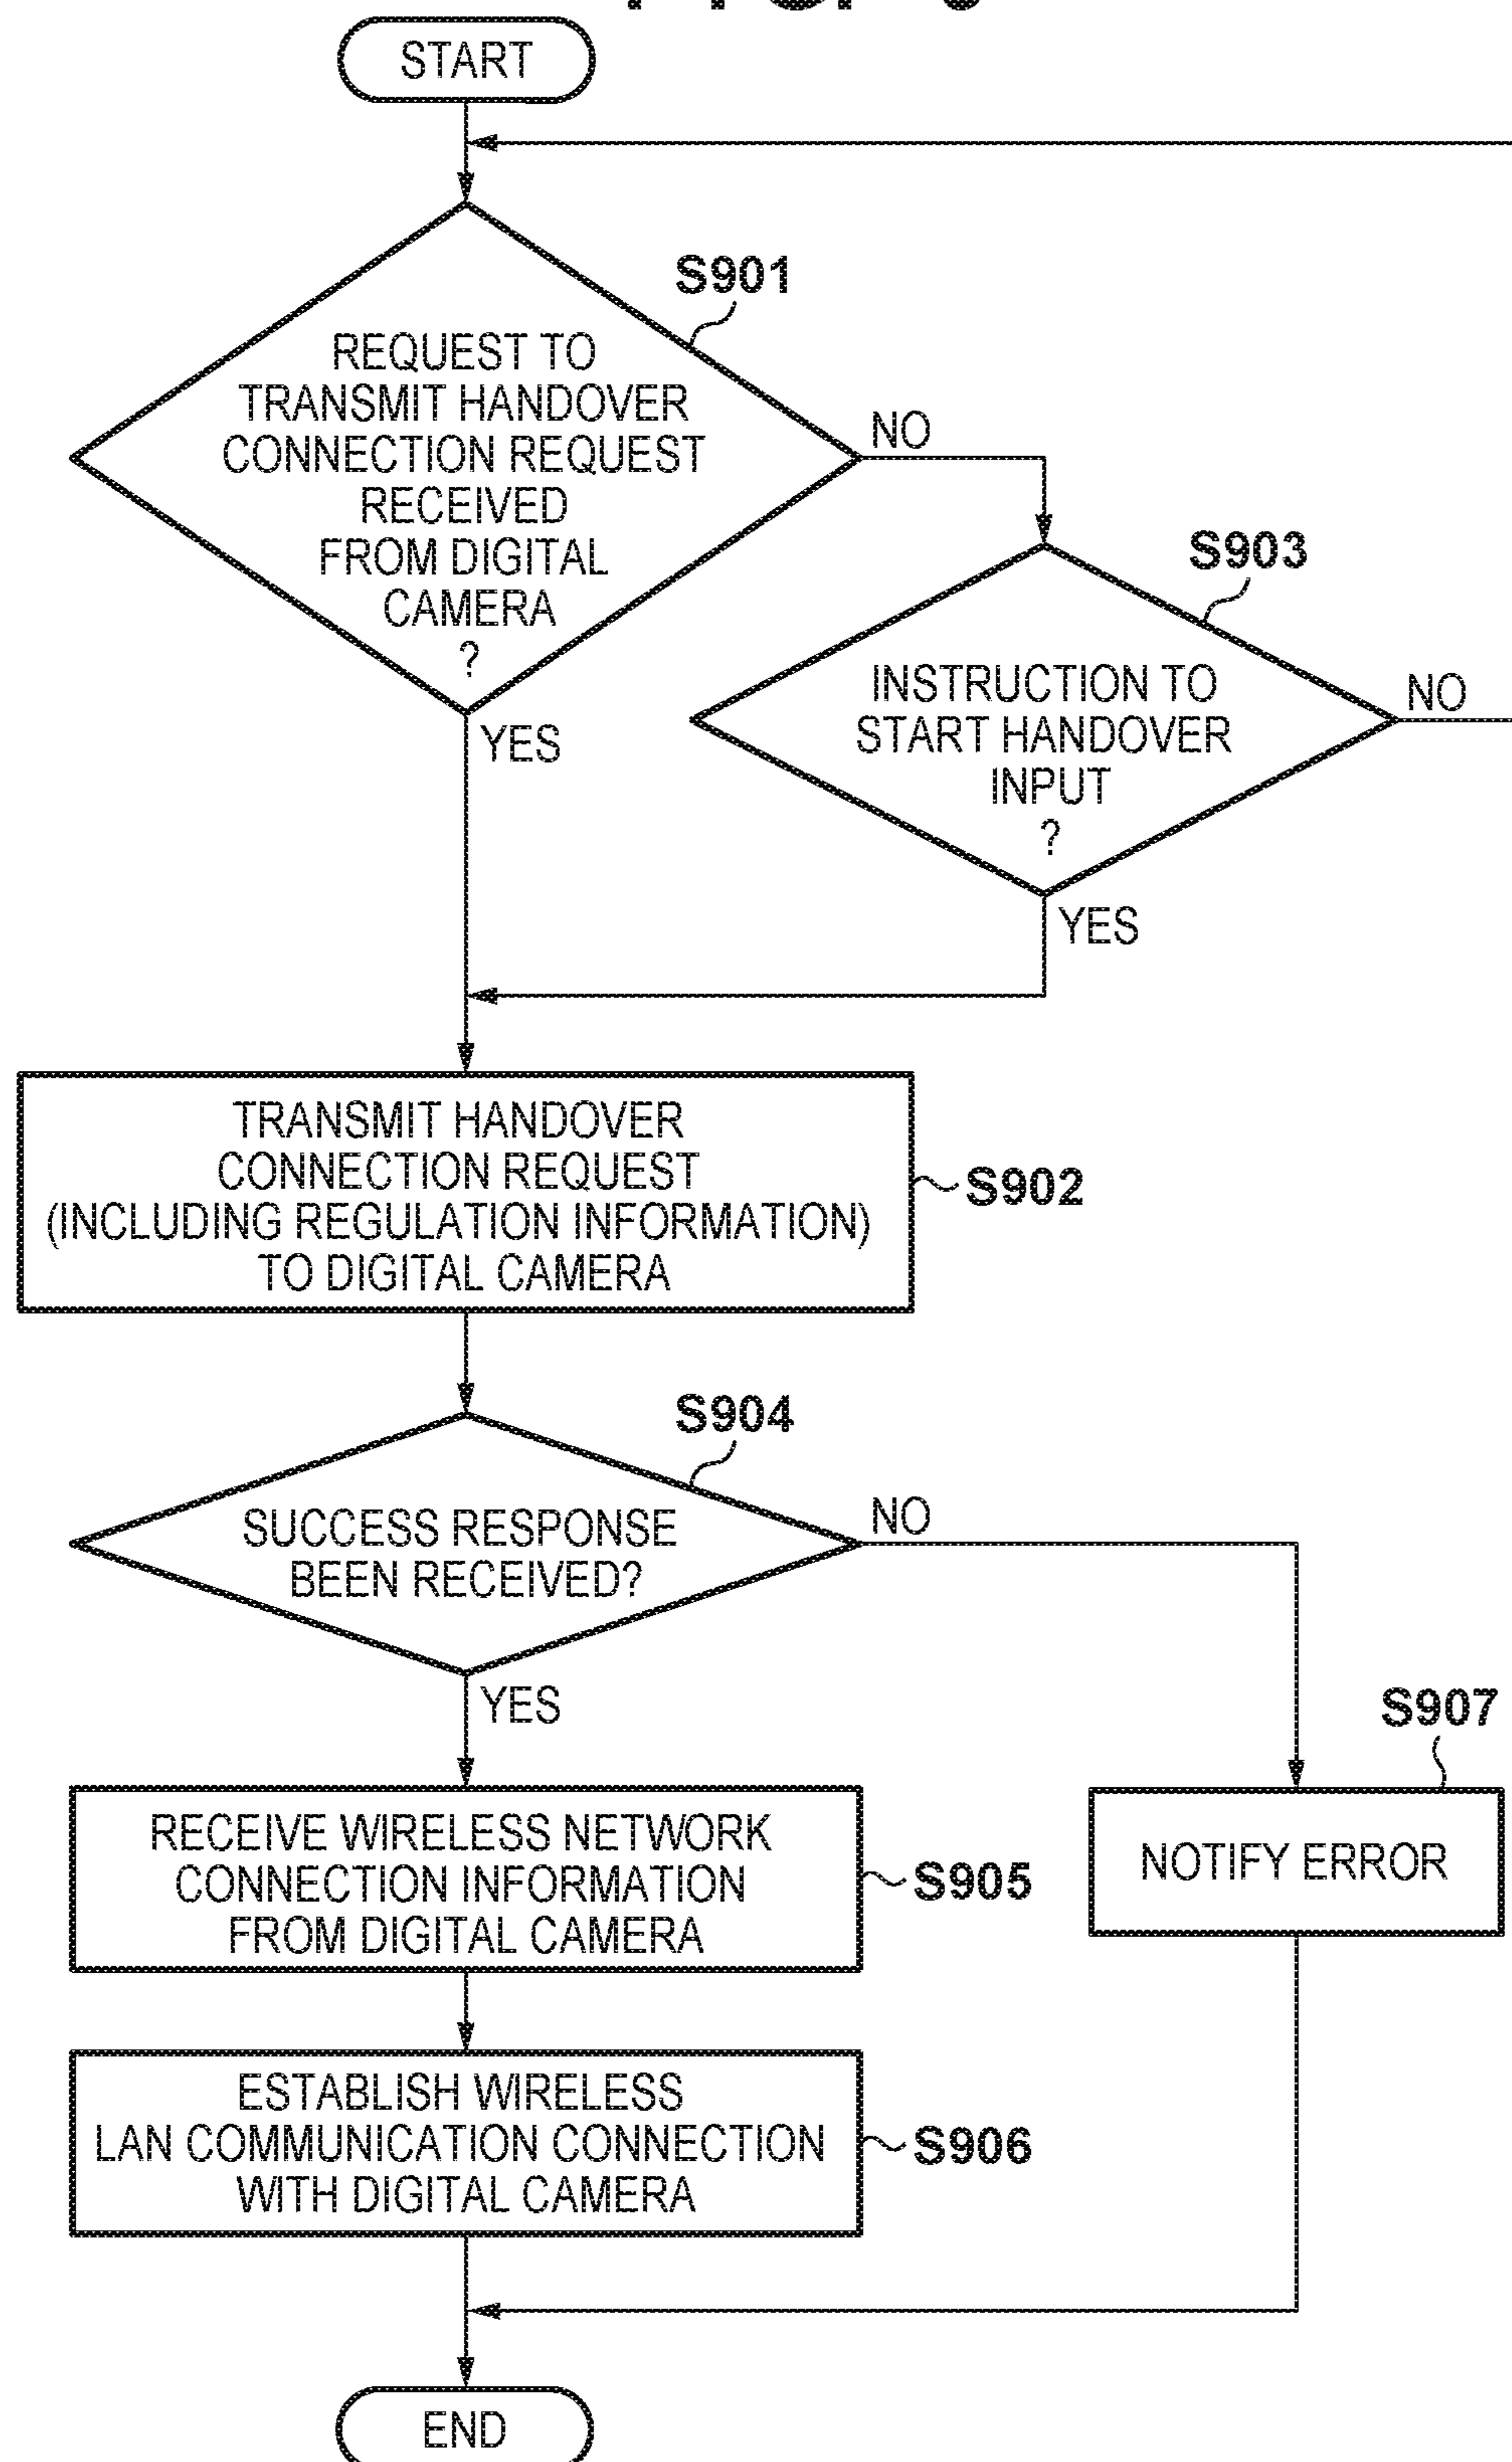 START
S901
REQUEST TO
TRANSMIT HANDOVER
CONNECTION REQUEST
RECEIVED
FROM DIGITAL
CAMERA
?
NO
YES
S903
INSTRUCTION TO
START HANDOVER
INPUT
?
NO
YES
TRANSMIT HANDOVER
CONNECTION REQUEST
(INCLUDING REGULATION INFORMATION)
TO DIGITAL CAMERA
S902
S904
SUCCESS RESPONSE
BEEN RECEIVED?
NO
YES
S907
NOTIFY ERROR
RECEIVE WIRELESS NETWORK
CONNECTION INFORMATION
FROM DIGITAL CAMERA
S905
ESTABLISH WIRELESS
LAN COMMUNICATION CONNECTION
WITH DIGITAL CAMERA
S906
END